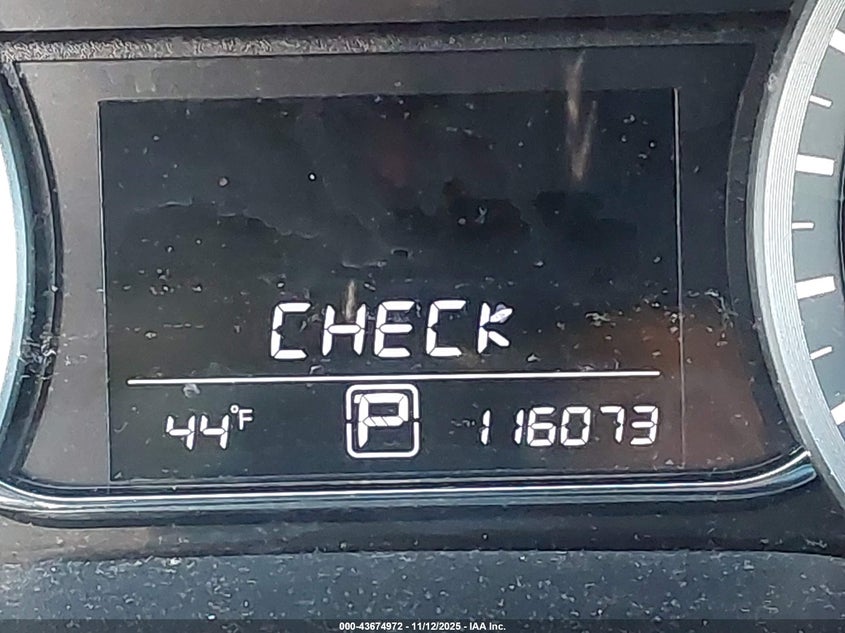 CHECK
44°F P 116073
000-43674972 - 11/12/2025 - IAA Inc.